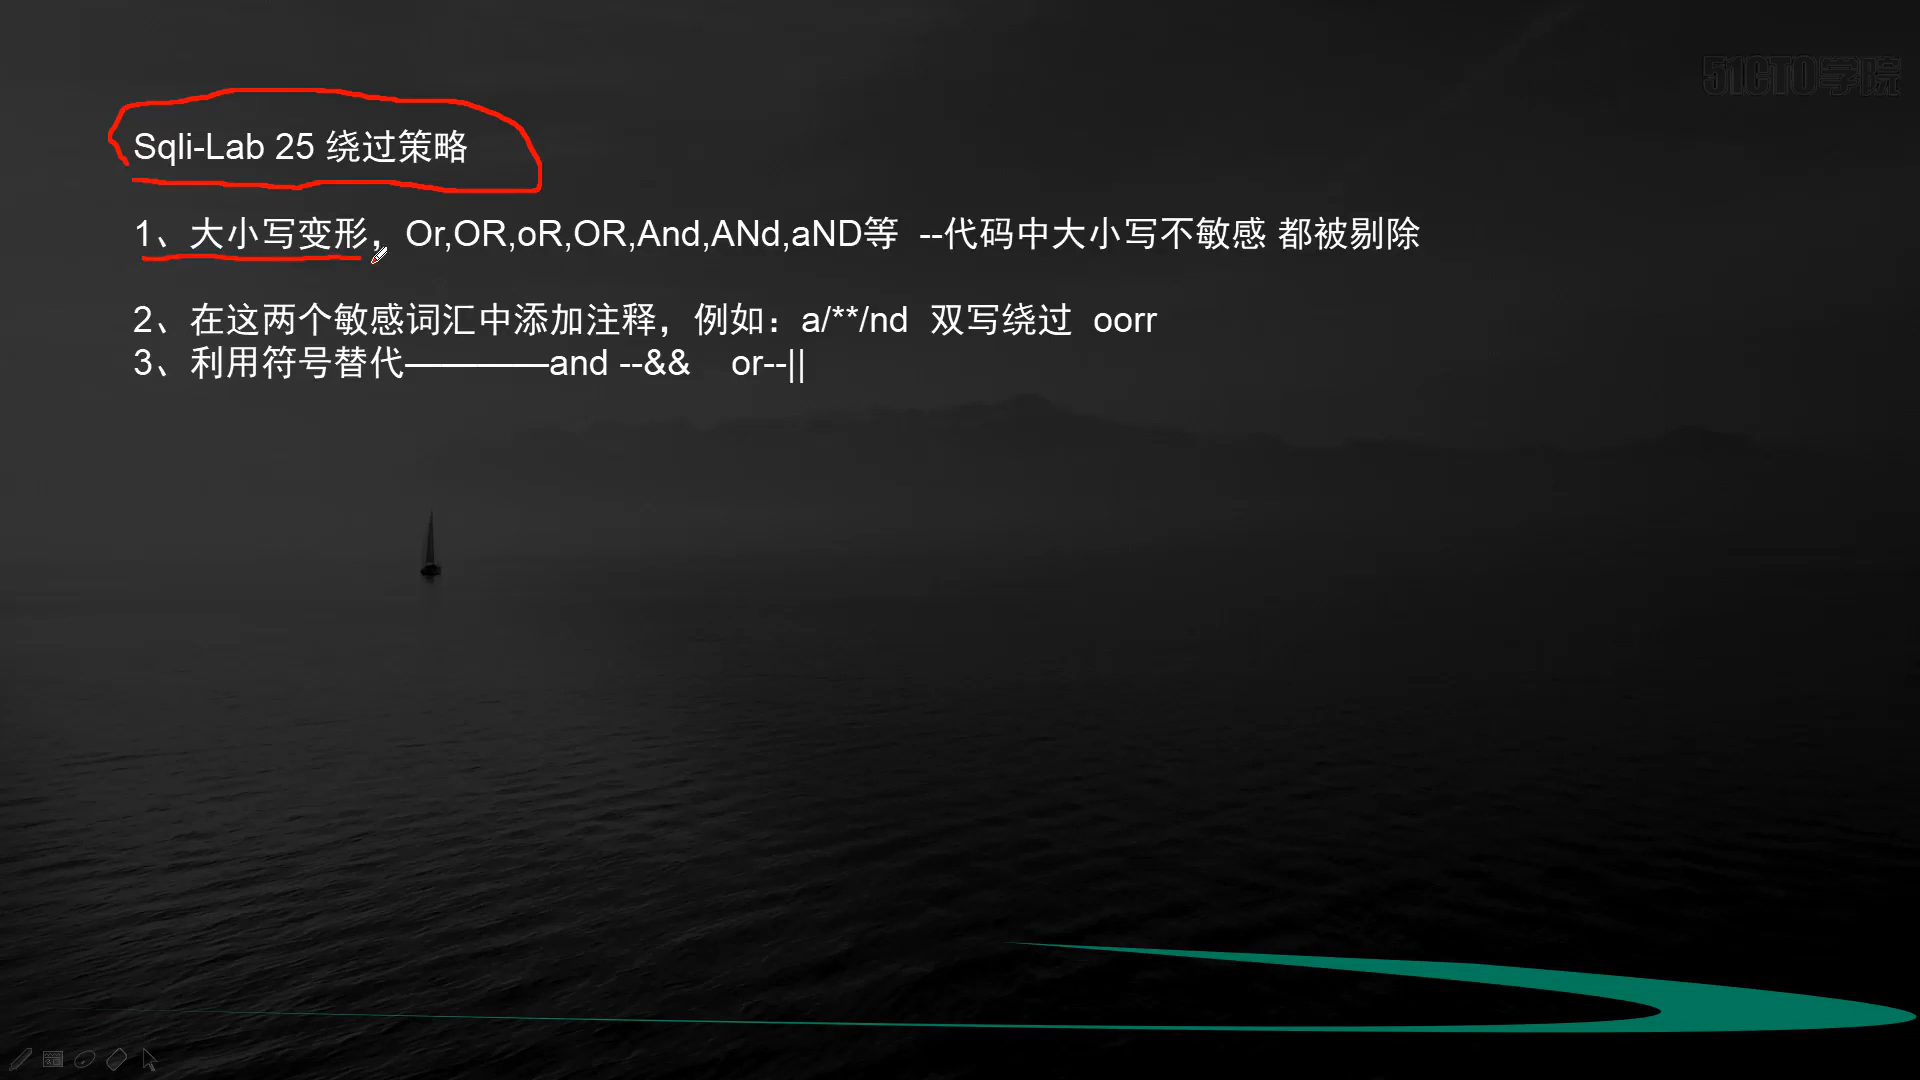 51CTO学院
Sqli-Lab 25 绕过策略
1、大小写变形，Or,OR,oR,OR,And,ANd,aND等 --代码中大小写不敏感 都被剔除
2、在这两个敏感词汇中添加注释，例如：a/**/nd 双写绕过 oorr
3、利用符号替代————and --&& or--||